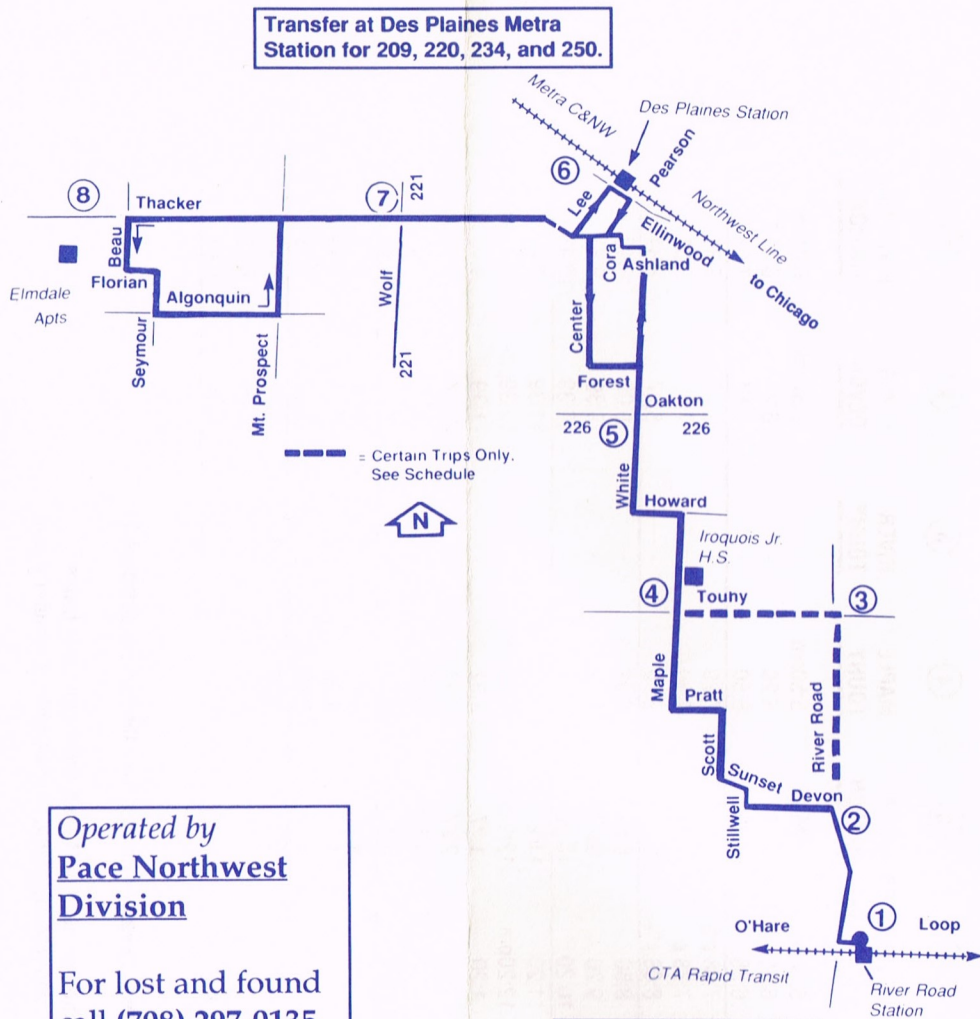 Transfer at Des Plaines Metra
Station for 209, 220, 234, and 250.
Metra C&NW
Des Plaines Station
Pearson
6
Lee
Northwest Line
Ellinwood
to Chicago
Cora
Ashland
8
Thacker
7
221
Beau
Florian
Algonquin
Elmdale
Apts
Seymour
Mt. Prospect
Wolf
221
Center
Forest
Oakton
226
5
226
= Certain Trips Only.
See Schedule
N
White
Howard
Iroquois Jr.
H.S.
4
Touhy
3
Maple
Pratt
River Road
Scott
Sunset
Devon
Stillwell
2
1
O'Hare
Loop
CTA Rapid Transit
River Road
Station
Operated by
Pace Northwest
Division
For lost and found
call (708) 297-0135